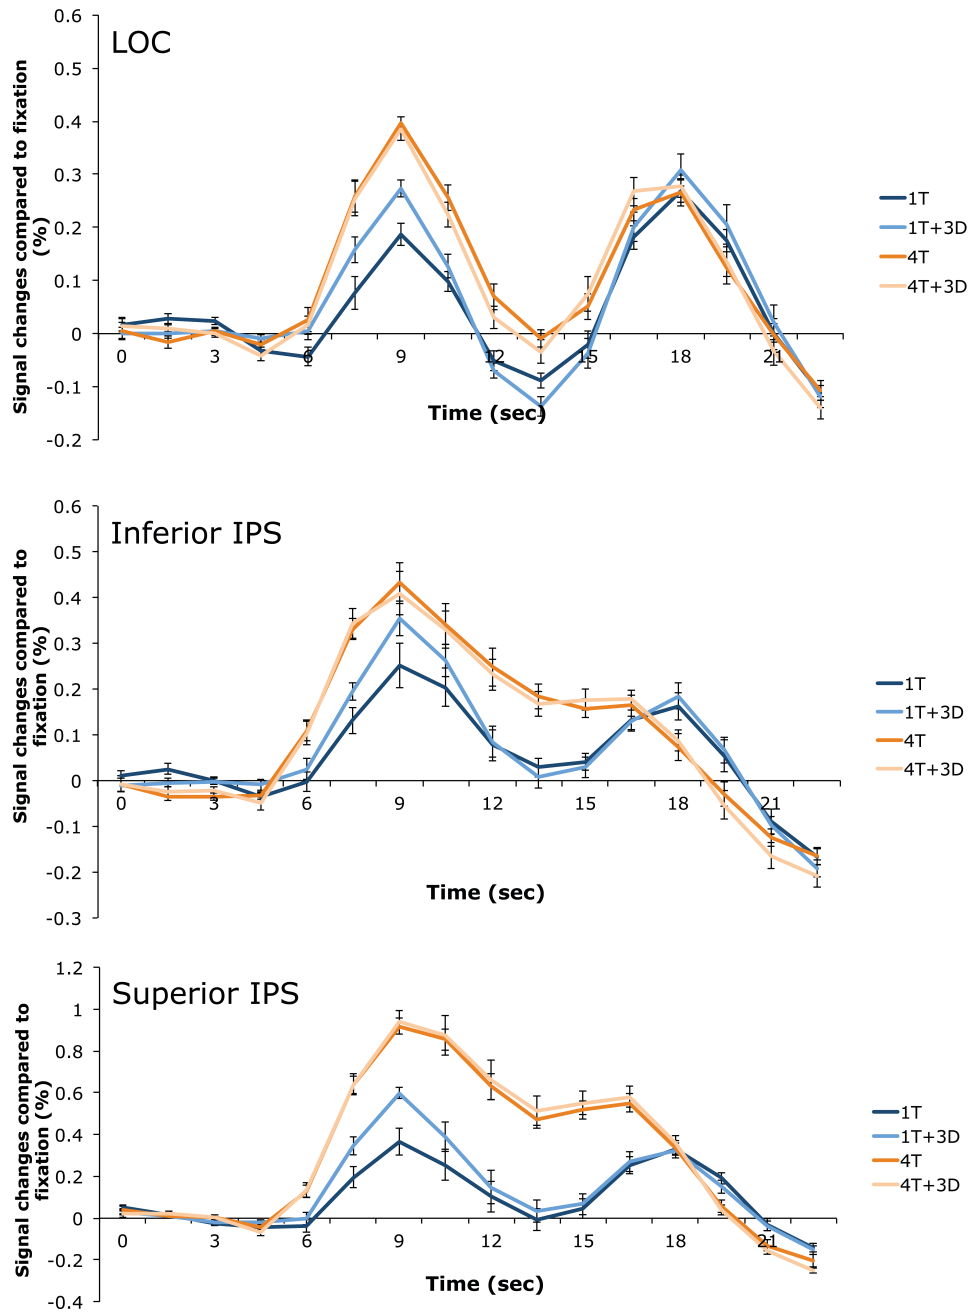 LOC
Signal changes compared to fixation
(%)
0.6
0.5
0.4
0.3
0.2
0.1
0
-0.1
-0.2
0
3
6
9
12
15
18
21
Time (sec)
1T
1T+3D
4T
4T+3D
Inferior IPS
Signal changes compared to
fixation (%)
0.6
0.5
0.4
0.3
0.2
0.1
0
-0.1
-0.2
-0.3
0
3
6
9
12
15
18
21
Time (sec)
1T
1T+3D
4T
4T+3D
Superior IPS
Signal changes compared to
fixation (%)
1.2
1
0.8
0.6
0.4
0.2
0
-0.2
-0.4
0
3
6
9
12
15
18
21
Time (sec)
1T
1T+3D
4T
4T+3D